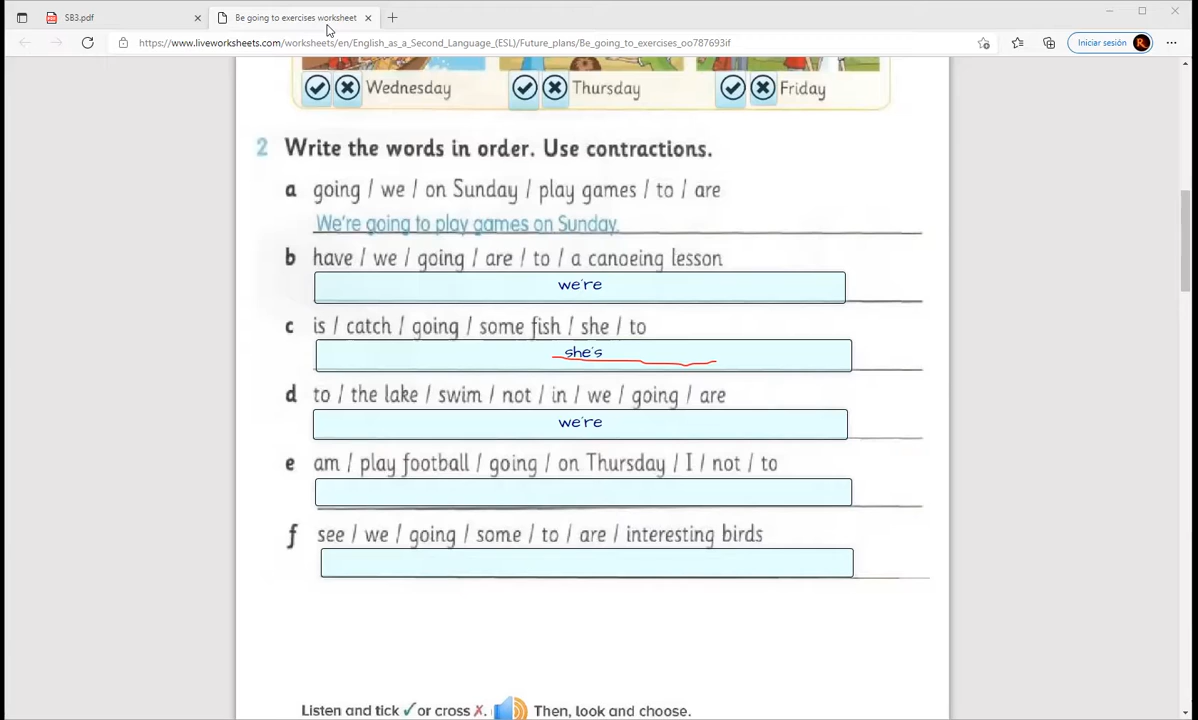 SB3.pdf
Be going to exercises worksheet
https://www.liveworksheets.com/worksheets/en/English_as_a_Second_Language_(ESL)/Future_plans/Be_going_to_exercises_oo787693if
Iniciar sesión
Wednesday Thursday Friday
2 Write the words in order. Use contractions.
a going / we / on Sunday / play games / to / are
We're going to play games on Sunday.
b have / we / going / are / to / a canoeing lesson
we're
c is / catch / going / some fish / she / to
she's
d to / the lake / swim / not / in / we / going / are
we're
e am / play football / going / on Thursday / I / not / to
f see / we / going / some / to / are / interesting birds
Listen and tick ✓ or cross ✗. Then, look and choose.